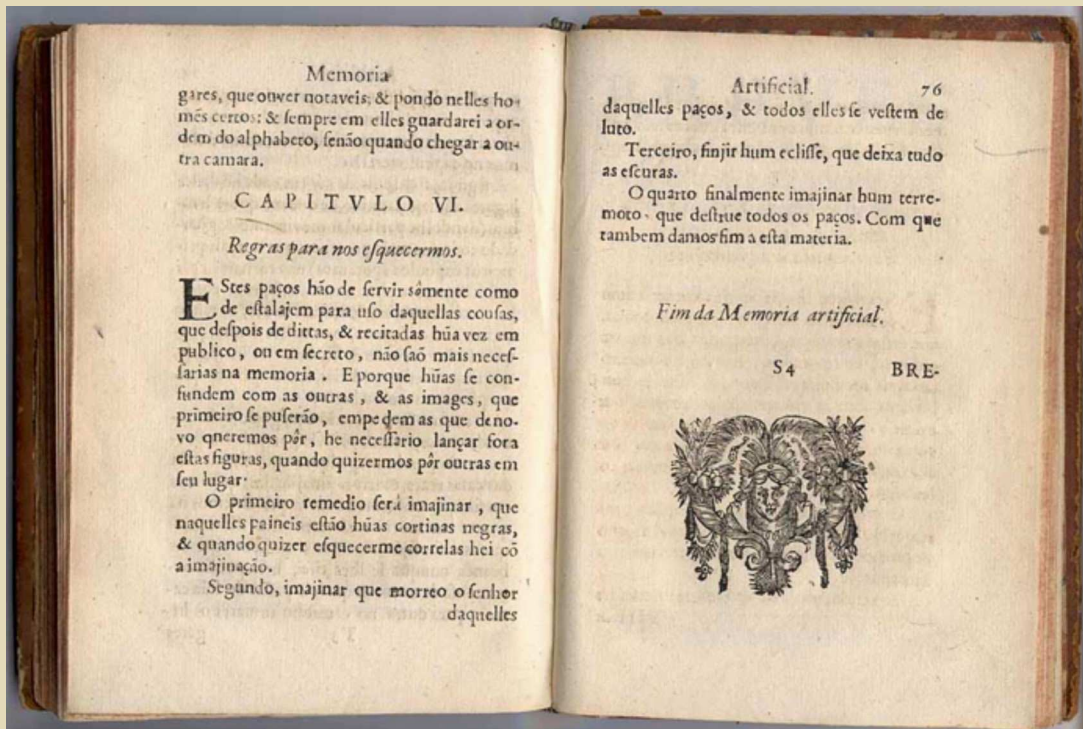 Memoria
gares, que ouver notaveis; & pondo nelles ho-
mẽs certos: & sempre em elles guardarei a or-
dem do alphabeto, senão quando chegar a ou-
tra camara.
CAPITVLO VI.
Regras para nos esquecermos.
EStes paços hão de servir sómente como
de estalajem para uso daquellas cousas,
que despois de dittas, & recitadas hũa vez em
publico, ou em secreto, não saõ mais necef-
sarias na memoria. E porque hũas se con-
fundem com as outras, & as images, que
primeiro se puserão, empedem as que de no-
vo queremos pôr, he necessario lançar fora
estas figuras, quando quizermos pôr outras em
seu lugar.
O primeiro remedio será imajinar, que
naquelles paineis estão hũas cortinas negras,
& quando quizer esquecerme correlas hei cõ
a imajinação.
Segundo, imajinar que morreo o senhor
daquelles
Artificial. 76
daquelles paços, & todos elles se vestem de
luto.
Terceiro, finjir hum eclisse, que deixa tudo
as escuras.
O quarto finalmente imajinar hum terre-
moto, que destrue todos os paços. Com que
tambem damos fim a esta materia.
Fim da Memoria artificial.
S4 BRE-